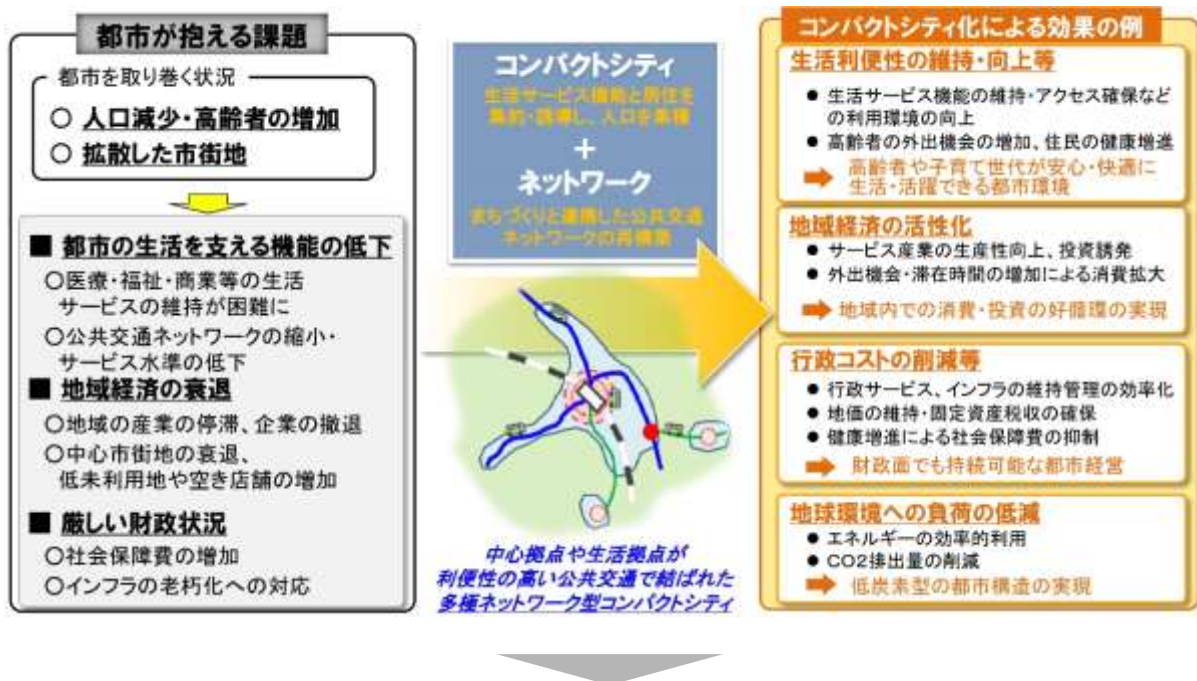 都市が抱える課題
都市を取り巻く状況
○ 人口減少・高齢者の増加
○ 拡散した市街地
■ 都市の生活を支える機能の低下
○医療・福祉・商業等の生活
サービスの維持が困難に
○公共交通ネットワークの縮小・
サービス水準の低下
■ 地域経済の衰退
○地域の産業の停滞、企業の撤退
○中心市街地の衰退、
低未利用地や空き店舗の増加
■ 厳しい財政状況
○社会保障費の増加
○インフラの老朽化への対応
コンパクトシティ
生活サービス機能と居住を
集約・誘導し、人口を集積
+
ネットワーク
まちづくりと連携した公共交通
ネットワークの再構築
中心拠点や生活拠点が
利便性の高い公共交通で結ばれた
多極ネットワーク型コンパクトシティ
コンパクトシティ化による効果の例
生活利便性の維持・向上等
● 生活サービス機能の維持・アクセス確保など
の利用環境の向上
● 高齢者の外出機会の増加、住民の健康増進
高齢者や子育て世代が安心・快適に
生活・活躍できる都市環境
地域経済の活性化
● サービス産業の生産性向上、投資誘発
● 外出機会・滞在時間の増加による消費拡大
地域内での消費・投資の好循環の実現
行政コストの削減等
● 行政サービス、インフラの維持管理の効率化
● 地価の維持・固定資産税収の確保
● 健康増進による社会保障費の抑制
財政面でも持続可能な都市経営
地球環境への負荷の低減
● エネルギーの効率的利用
● CO2排出量の削減
低炭素型の都市構造の実現